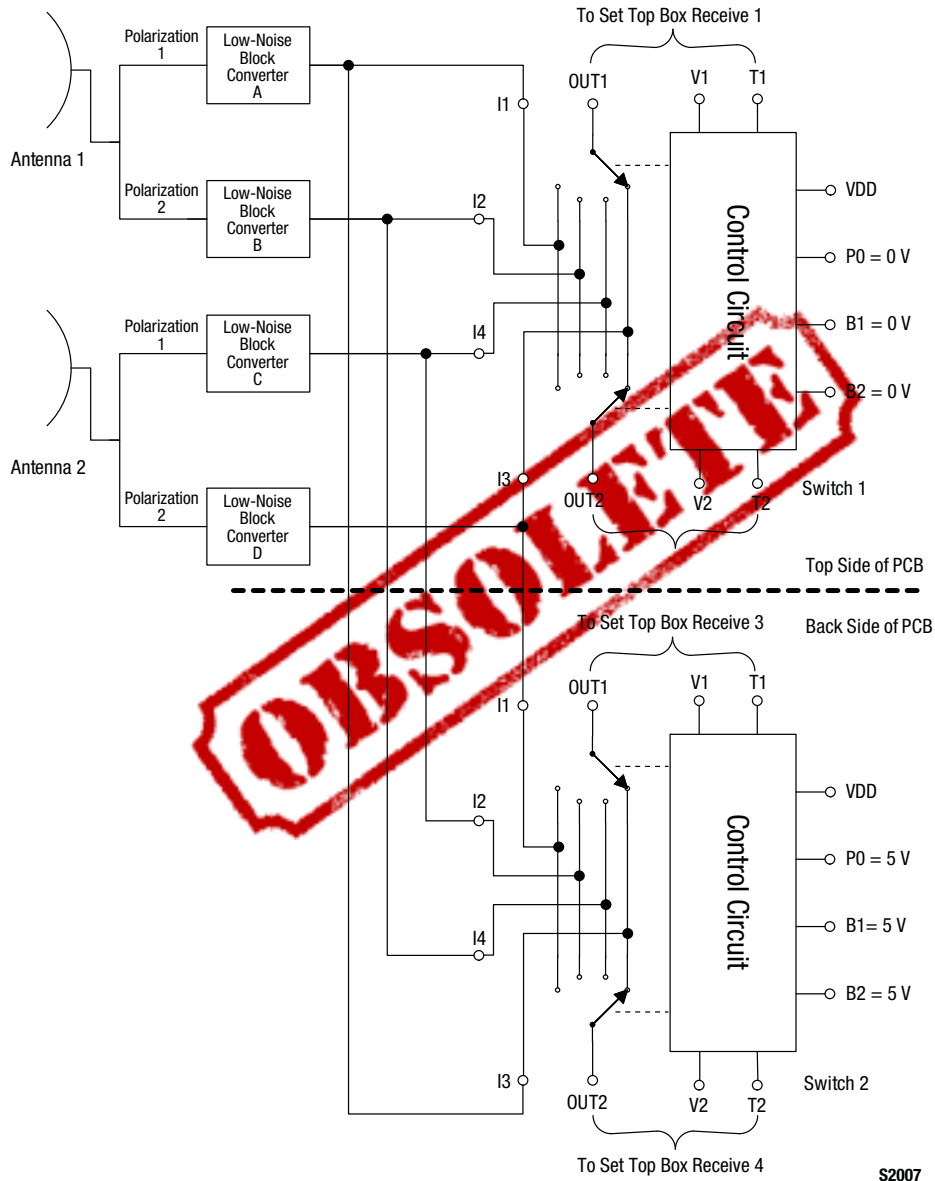 To Set Top Box Receive 1
Polarization
1
Low-Noise
Block
Converter
A
OUT1
V1
T1
I1
Antenna 1
VDD
Polarization
2
Low-Noise
Block
Converter
B
I2
Control Circuit
P0 = 0 V
Polarization
1
Low-Noise
Block
Converter
C
I4
B1 = 0 V
B2 = 0 V
Antenna 2
Polarization
2
Low-Noise
Block
Converter
D
I3
OUT2
V2
T2
Switch 1
Top Side of PCB
OBSOLETE
To Set Top Box Receive 3
Back Side of PCB
OUT1
V1
T1
I1
VDD
I2
Control Circuit
P0 = 5 V
I4
B1= 5 V
B2 = 5 V
I3
OUT2
V2
T2
Switch 2
To Set Top Box Receive 4
S2007